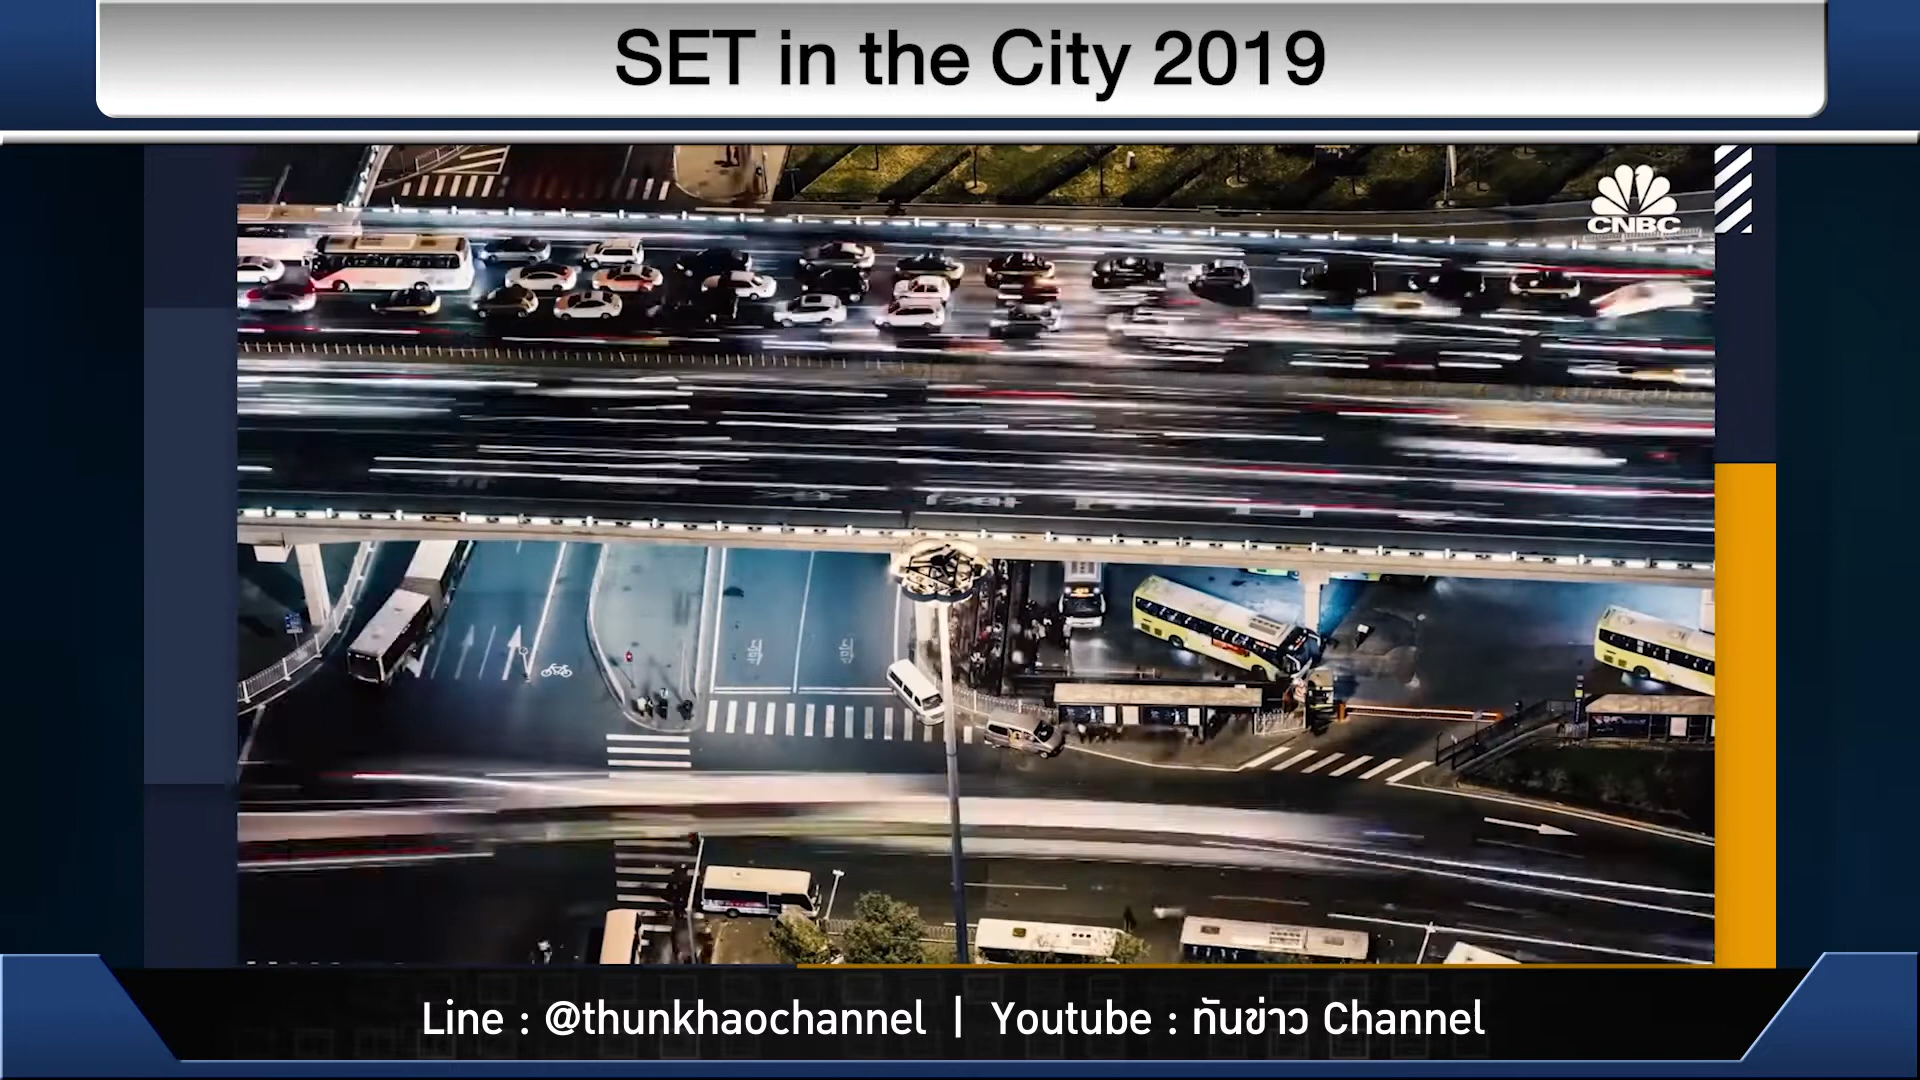 SET in the City 2019
CNBC
Line : @thunkhaochannel | Youtube : ทันข่าว Channel